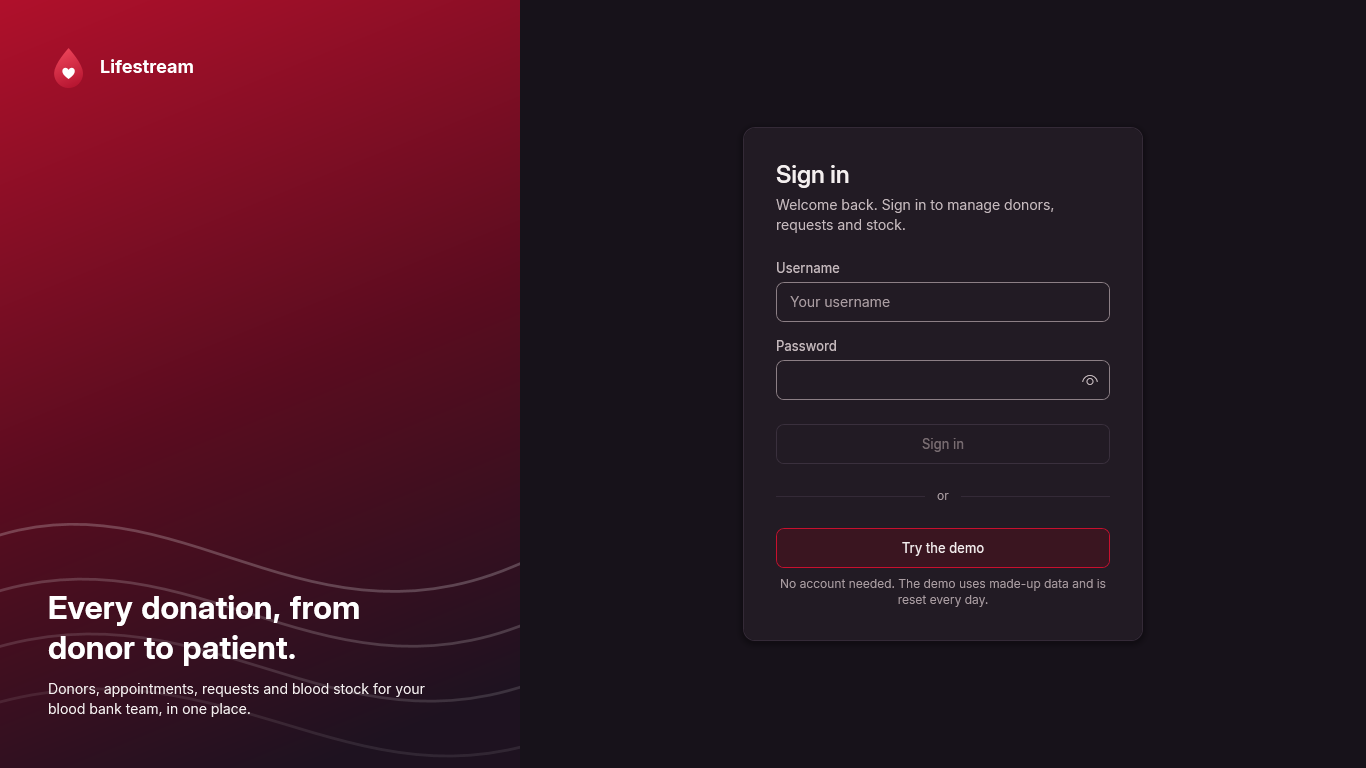 Lifestream
Every donation, from
donor to patient.
Donors, appointments, requests and blood stock for your
blood bank team, in one place.
Sign in
Welcome back. Sign in to manage donors,
requests and stock.
Username
Your username
Password
Sign in
or
Try the demo
No account needed. The demo uses made-up data and is
reset every day.